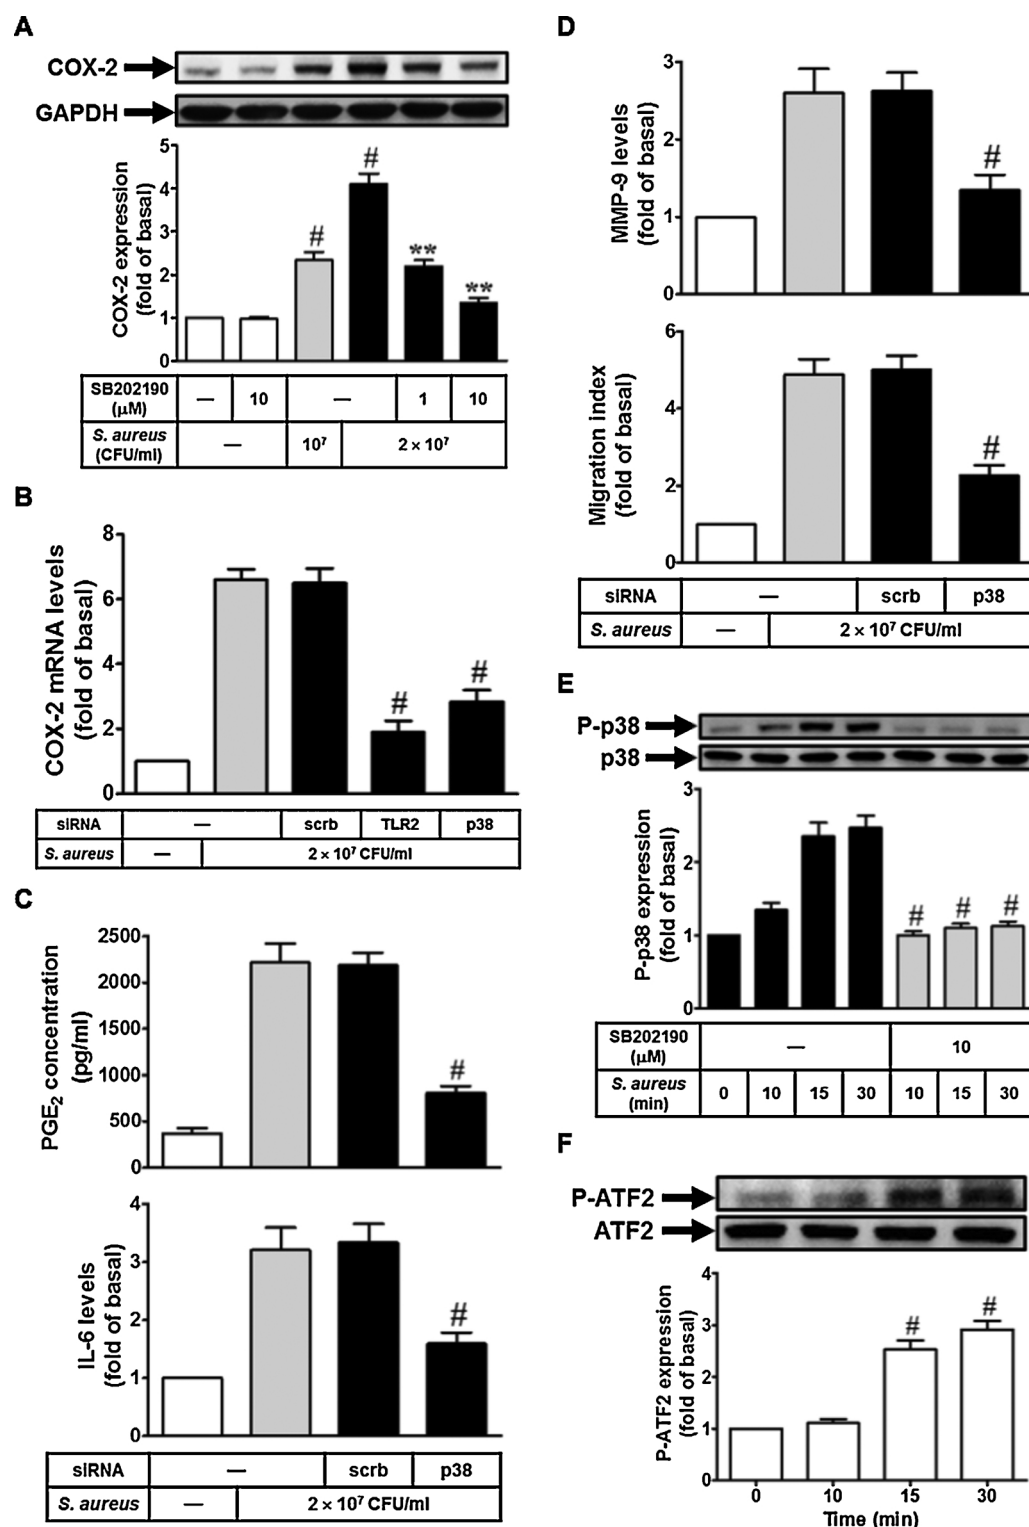 A
COX-2
GAPDH
COX-2 expression
(fold of basal)
5
4
3
2
1
0
#
#
**
**
SB202190
(μM)
— 10 — 1 10
S. aureus
(CFU/ml)
— 10⁷ 2 × 10⁷
B
COX-2 mRNA levels
(fold of basal)
8
6
4
2
0
#
#
siRNA — scrb TLR2 p38
S. aureus — 2 × 10⁷ CFU/ml
C
PGE₂ concentration
(pg/ml)
2500
2000
1500
1000
500
0
#
IL-6 levels
(fold of basal)
4
3
2
1
0
#
siRNA — scrb p38
S. aureus — 2 × 10⁷ CFU/ml
D
MMP-9 levels
(fold of basal)
3
2
1
0
#
Migration index
(fold of basal)
6
4
2
0
#
siRNA — scrb p38
S. aureus — 2 × 10⁷ CFU/ml
E
P-p38
p38
P-p38 expression
(fold of basal)
3
2
1
0
# # #
SB202190
(μM)
— 10
S. aureus
(min)
0 10 15 30 10 15 30
F
P-ATF2
ATF2
P-ATF2 expression
(fold of basal)
4
3
2
1
0
#
#
0 10 15 30
Time (min)